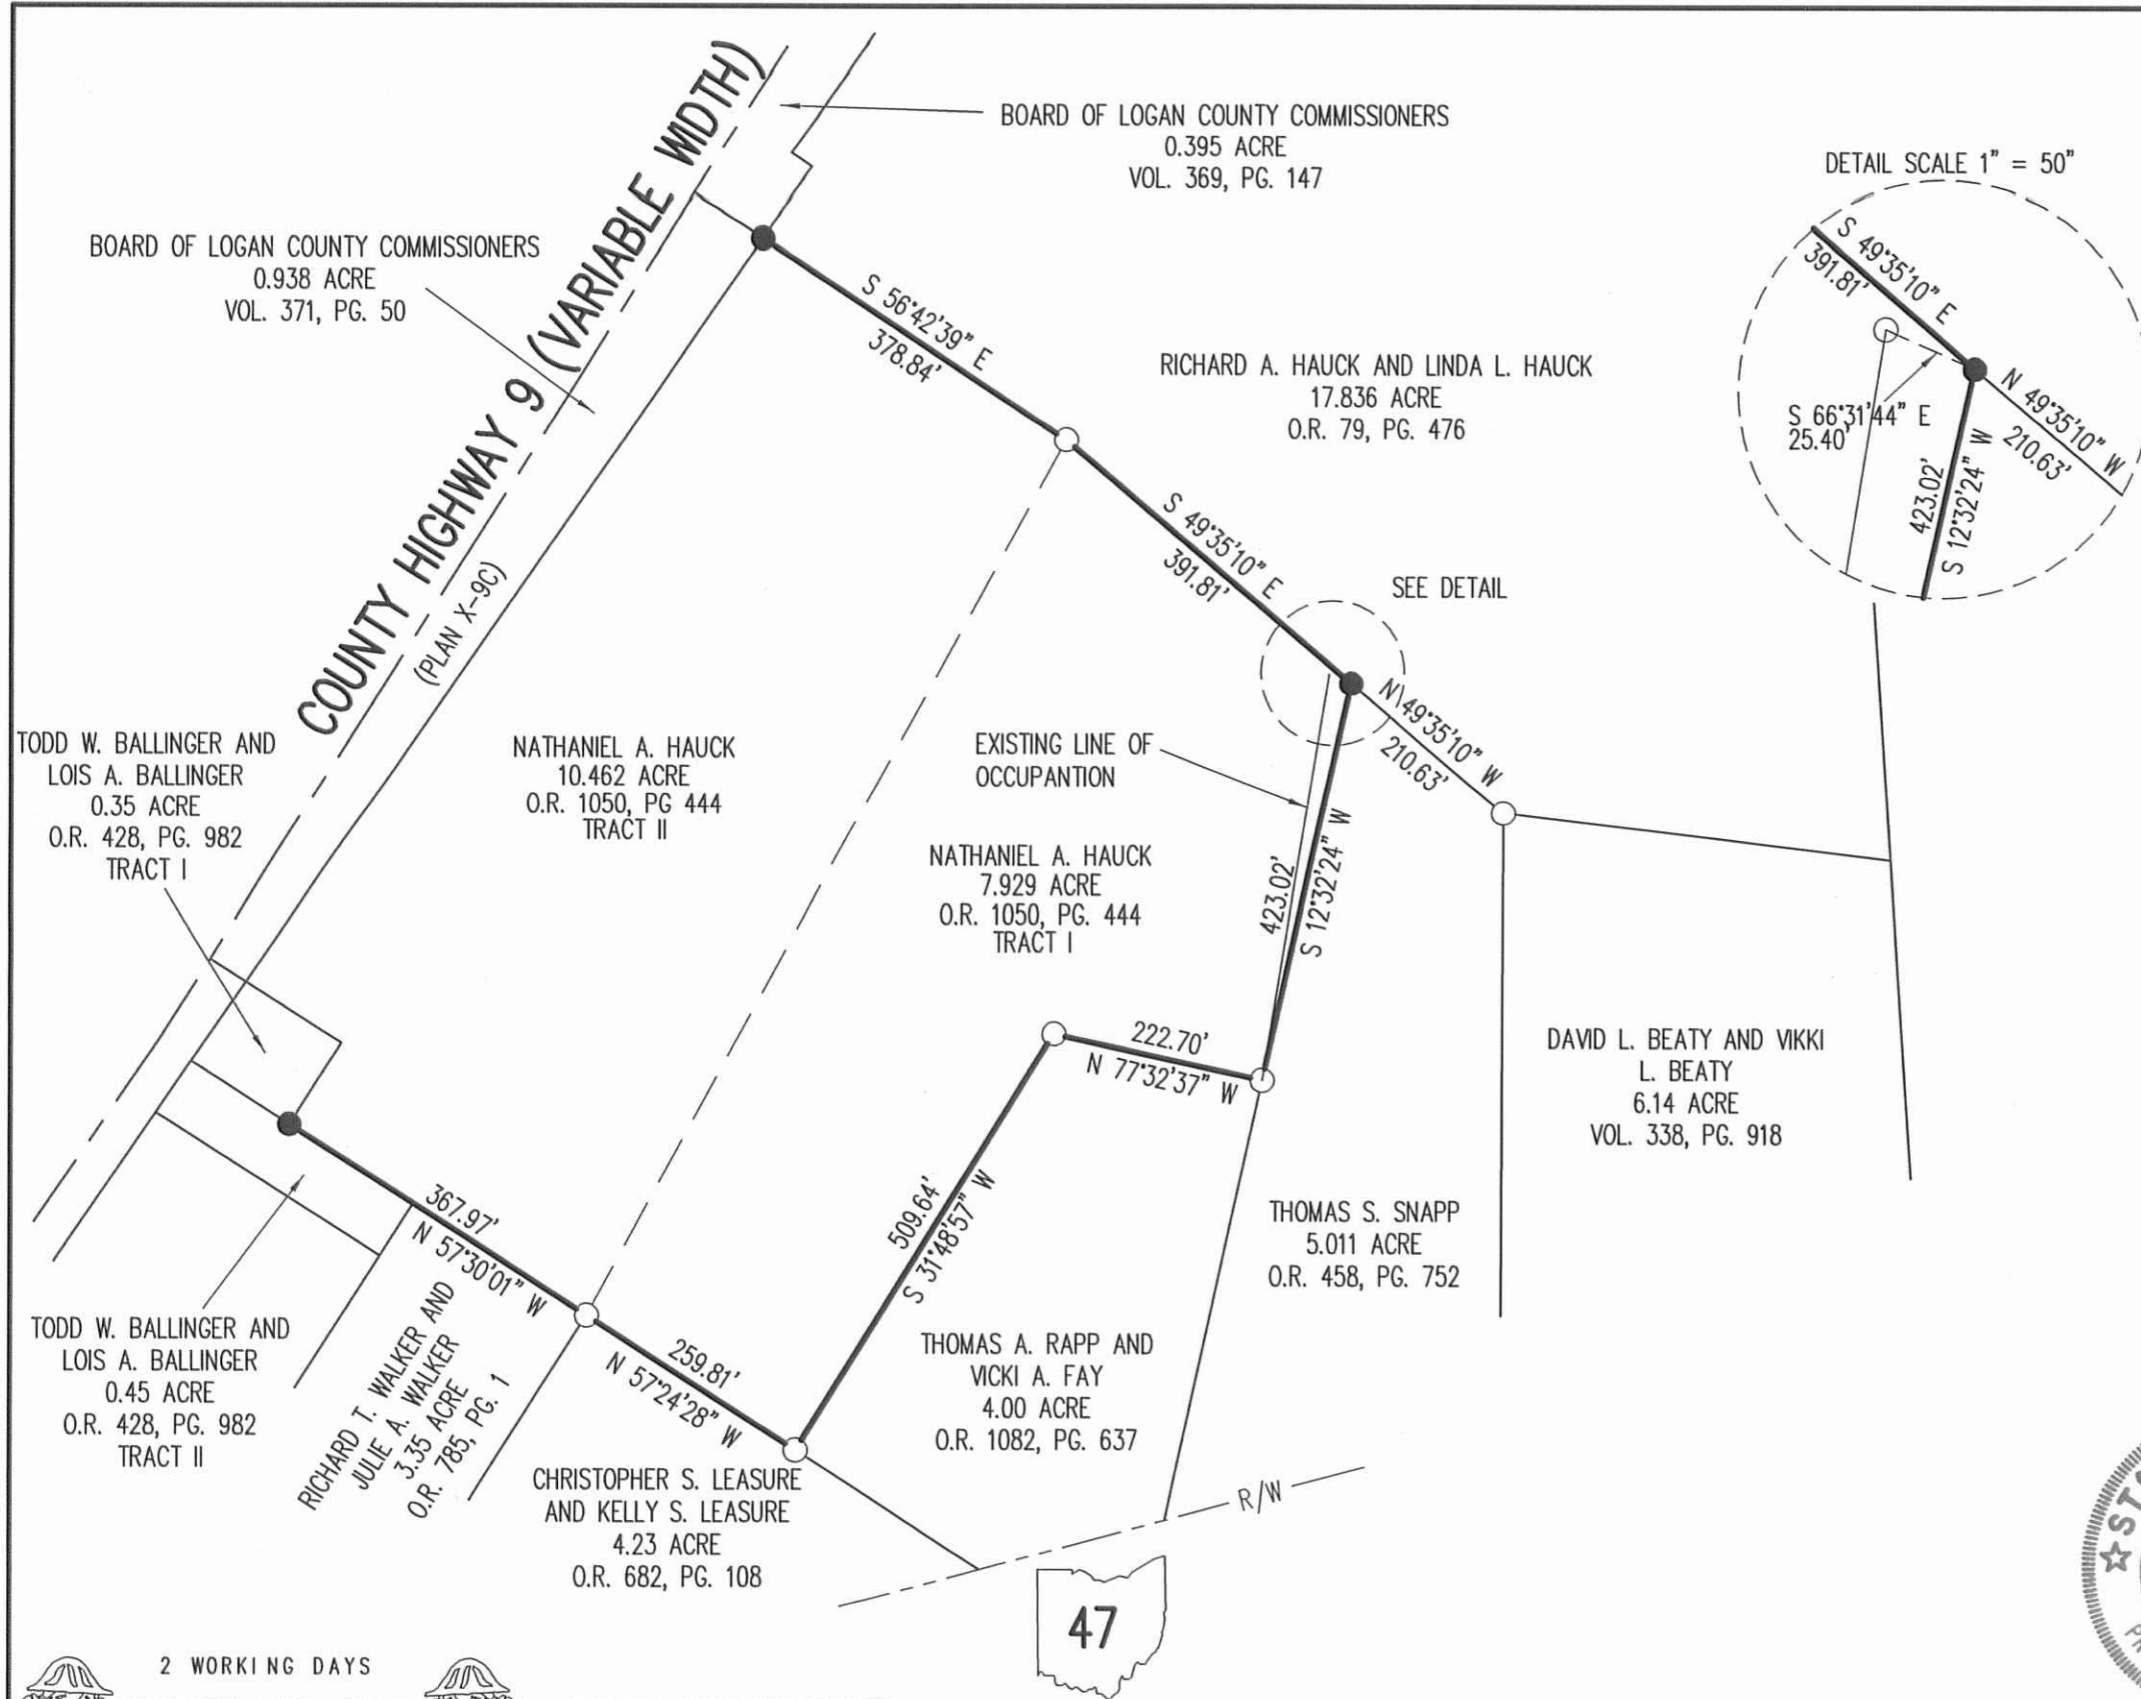 BOARD OF LOGAN COUNTY COMMISSIONERS
0.395 ACRE
VOL. 369, PG. 147
DETAIL SCALE 1" = 50"
S 49°35'10" E
391.81'
S 66°31'44" E
25.40'
N 49°35'10" W
210.63'
423.02'
S 12°32'24" W
BOARD OF LOGAN COUNTY COMMISSIONERS
0.938 ACRE
VOL. 371, PG. 50
COUNTY HIGHWAY 9 (VARIABLE WIDTH)
(PLAN X-9C)
S 56°42'39" E
378.84'
RICHARD A. HAUCK AND LINDA L. HAUCK
17.836 ACRE
O.R. 79, PG. 476
S 49°35'10" E
391.81'
SEE DETAIL
N\49°35'10" W
210.63'
TODD W. BALLINGER AND
LOIS A. BALLINGER
0.35 ACRE
O.R. 428, PG. 982
TRACT I
NATHANIEL A. HAUCK
10.462 ACRE
O.R. 1050, PG 444
TRACT II
EXISTING LINE OF
OCCUPANTION
NATHANIEL A. HAUCK
7.929 ACRE
O.R. 1050, PG. 444
TRACT I
423.02'
S 12°32'24" W
222.70'
N 77°32'37" W
DAVID L. BEATY AND VIKKI
L. BEATY
6.14 ACRE
VOL. 338, PG. 918
509.64'
S 31°48'57" W
THOMAS S. SNAPP
5.011 ACRE
O.R. 458, PG. 752
367.97'
N 57°30'01" W
TODD W. BALLINGER AND
LOIS A. BALLINGER
0.45 ACRE
O.R. 428, PG. 982
TRACT II
RICHARD T. WALKER AND
JULIE A. WALKER
3.35 ACRE
O.R. 785, PG. 1
259.81'
N 57°24'28" W
THOMAS A. RAPP AND
VICKI A. FAY
4.00 ACRE
O.R. 1082, PG. 637
CHRISTOPHER S. LEASURE
AND KELLY S. LEASURE
4.23 ACRE
O.R. 682, PG. 108
R/W
47
2 WORKING DAYS